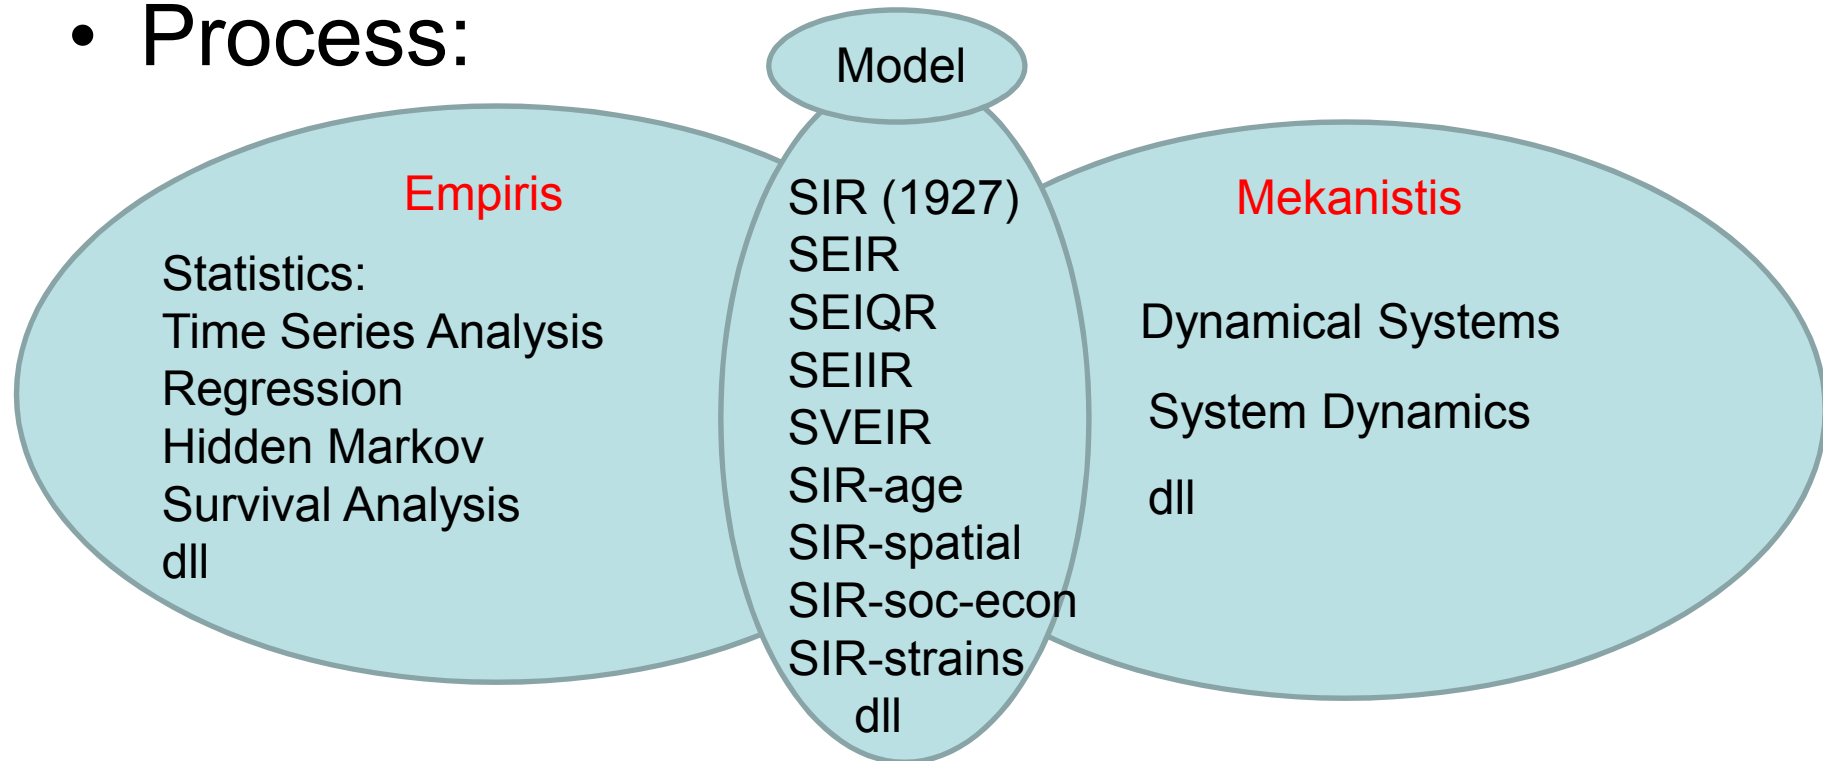 • Process:
Model
Empiris
Statistics:
Time Series Analysis
Regression
Hidden Markov
Survival Analysis
dll
SIR (1927)
SEIR
SEIQR
SEIIR
SVEIR
SIR-age
SIR-spatial
SIR-soc-econ
SIR-strains
dll
Mekanistis
Dynamical Systems
System Dynamics
dll